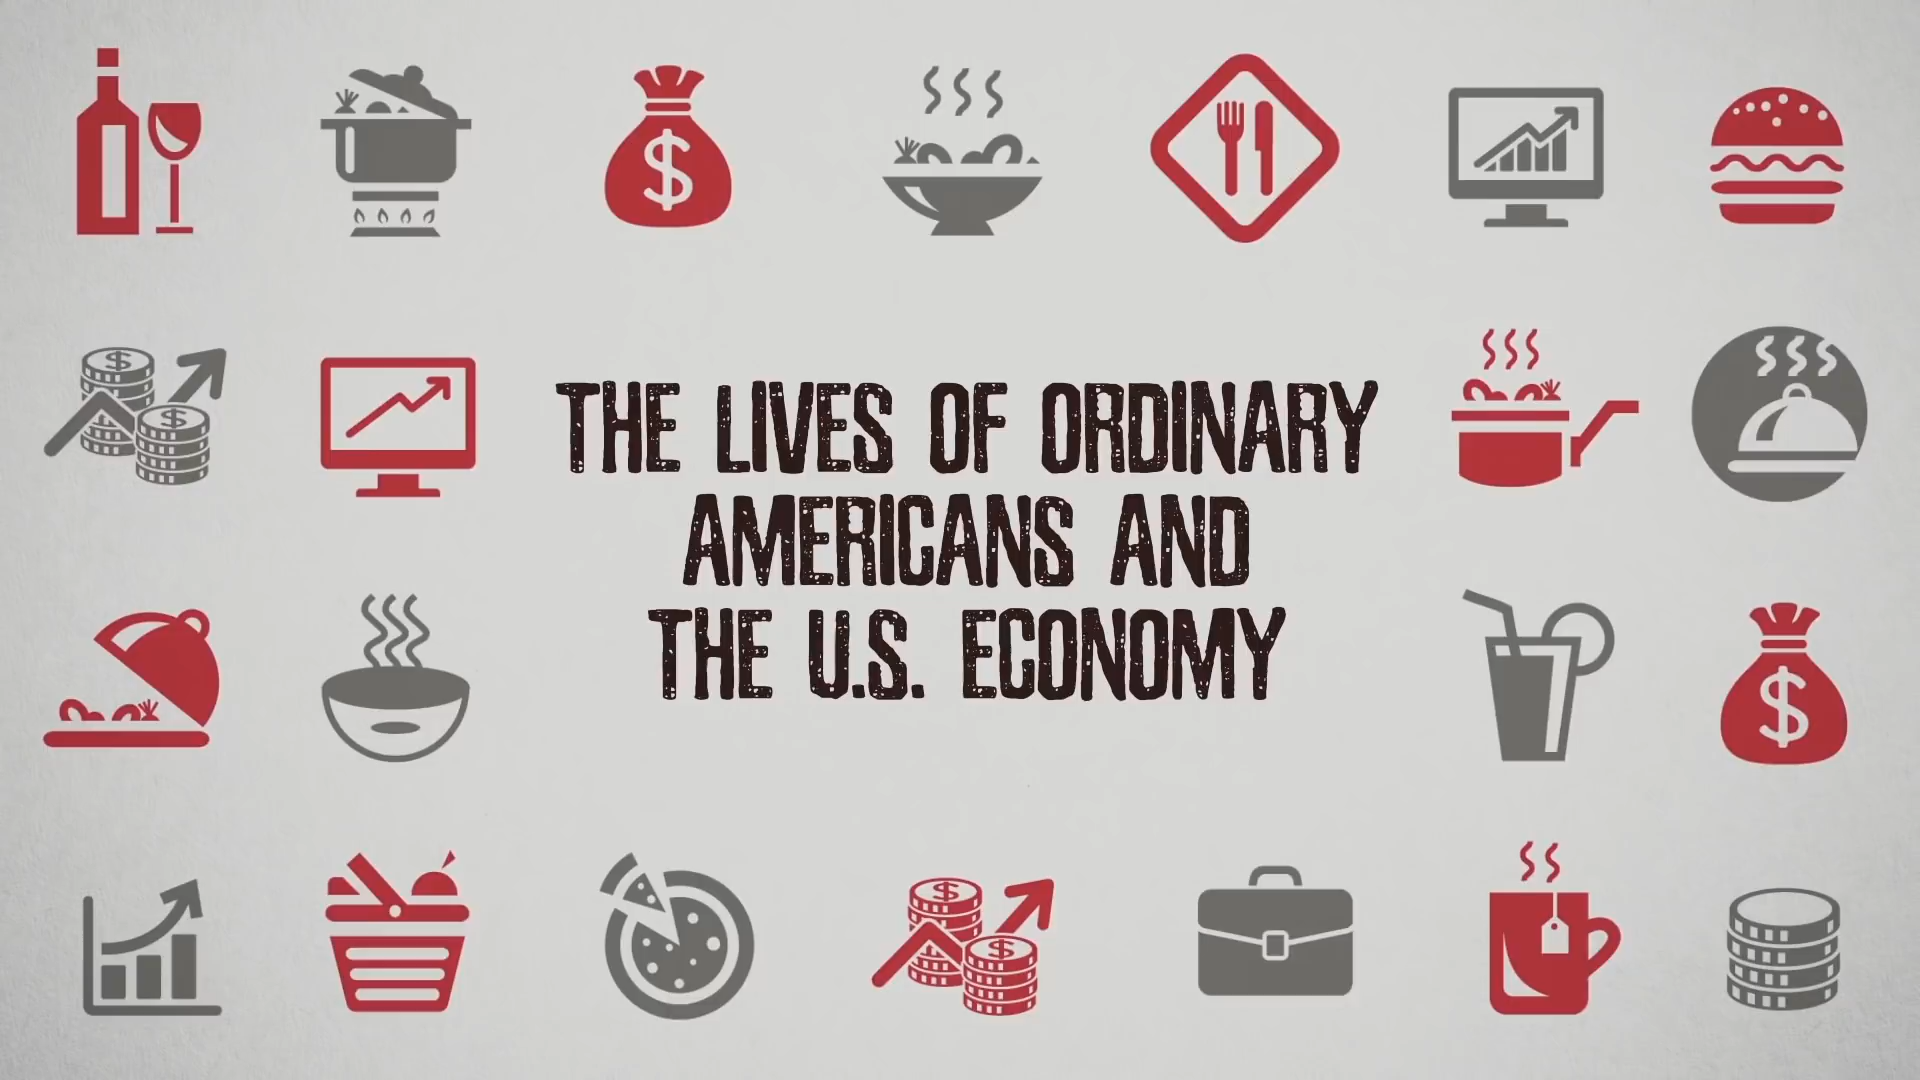 THE LIVES OF ORDINARY
AMERICANS AND
THE U.S. ECONOMY